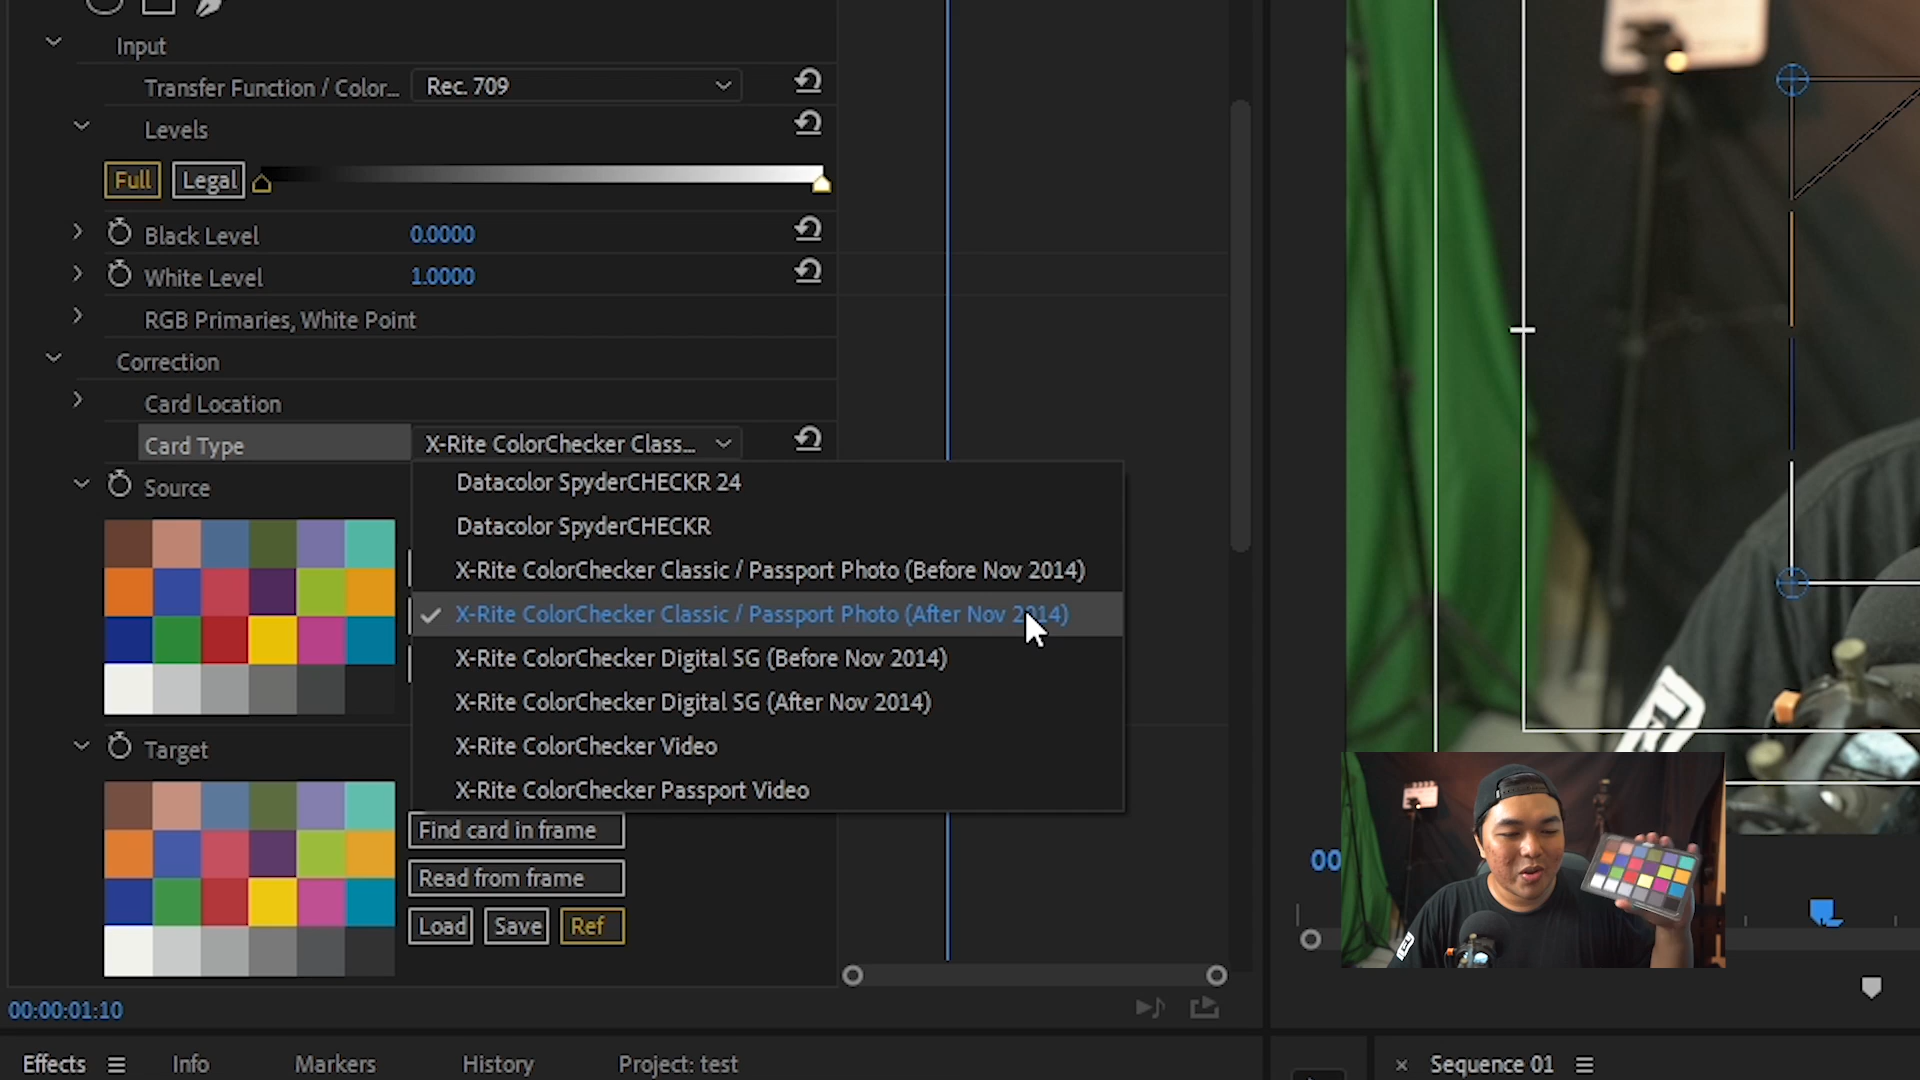 Input
Transfer Function / Color...
Rec. 709
Levels
Full
Legal
Black Level
0.0000
White Level
1.0000
RGB Primaries, White Point
Correction
Card Location
Card Type
X-Rite ColorChecker Class...
Datacolor SpyderCHECKR 24
Datacolor SpyderCHECKR
X-Rite ColorChecker Classic / Passport Photo (Before Nov 2014)
X-Rite ColorChecker Classic / Passport Photo (After Nov 2014)
X-Rite ColorChecker Digital SG (Before Nov 2014)
X-Rite ColorChecker Digital SG (After Nov 2014)
X-Rite ColorChecker Video
X-Rite ColorChecker Passport Video
Source
Target
Find card in frame
Read from frame
Load
Save
Ref
00
00:00:01:10
Effects
Info
Markers
History
Project: test
Sequence 01